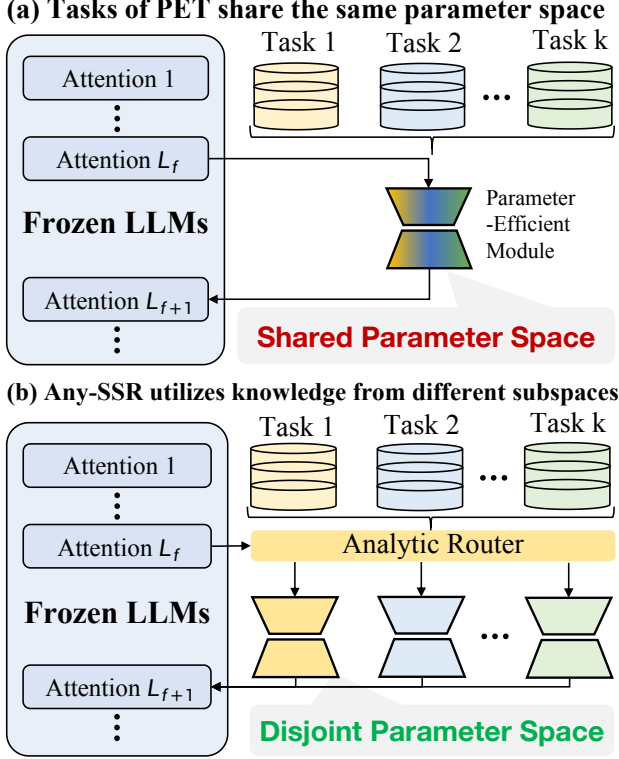 (a) Tasks of PET share the same parameter space
Task 1
Task 2
Task k
Attention 1
...
Attention L_f
Frozen LLMs
Parameter
-Efficient
Module
Attention L_{f+1}
Shared Parameter Space
(b) Any-SSR utilizes knowledge from different subspaces
Task 1
Task 2
Task k
Attention 1
...
Attention L_f
Analytic Router
Frozen LLMs
...
Attention L_{f+1}
Disjoint Parameter Space